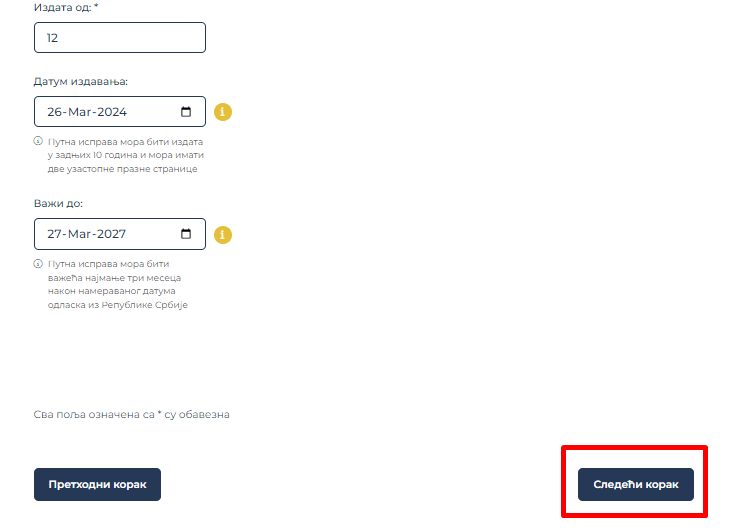 Издата од: *
12
Датум издавања:
26-Mar-2024
Путна исправа мора бити издата
у задњих 10 година и мора имати
две узастопне празне странице
Важи до:
27-Mar-2027
Путна исправа мора бити
важећа најмање три месеца
након намераваног датума
одласка из Републике Србије
Сва поља означена са * су обавезна
Претходни корак
Следећи корак